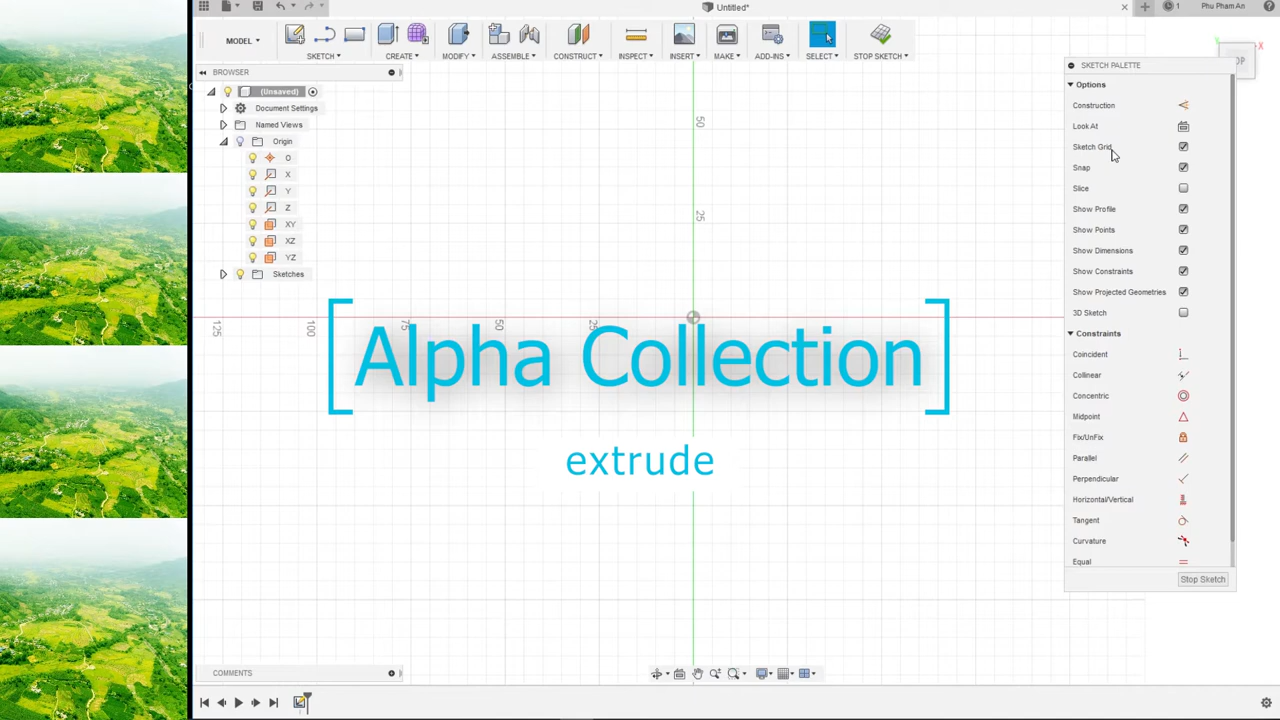 Untitled*
1
Phu Pham An
MODEL
SKETCH
CREATE
MODIFY
ASSEMBLE
CONSTRUCT
INSPECT
INSERT
MAKE
ADD-INS
SELECT
STOP SKETCH
BROWSER
(Unsaved)
Document Settings
Named Views
Origin
O
X
Y
Z
XY
XZ
YZ
Sketches
50
25
125
100
75
50
25
Alpha Collection
extrude
X
SKETCH PALETTE
Options
Construction
Look At
Sketch Grid
Snap
Slice
Show Profile
Show Points
Show Dimensions
Show Constraints
Show Projected Geometries
3D Sketch
Constraints
Coincident
Collinear
Concentric
Midpoint
Fix/UnFix
Parallel
Perpendicular
Horizontal/Vertical
Tangent
Curvature
Equal
Stop Sketch
COMMENTS